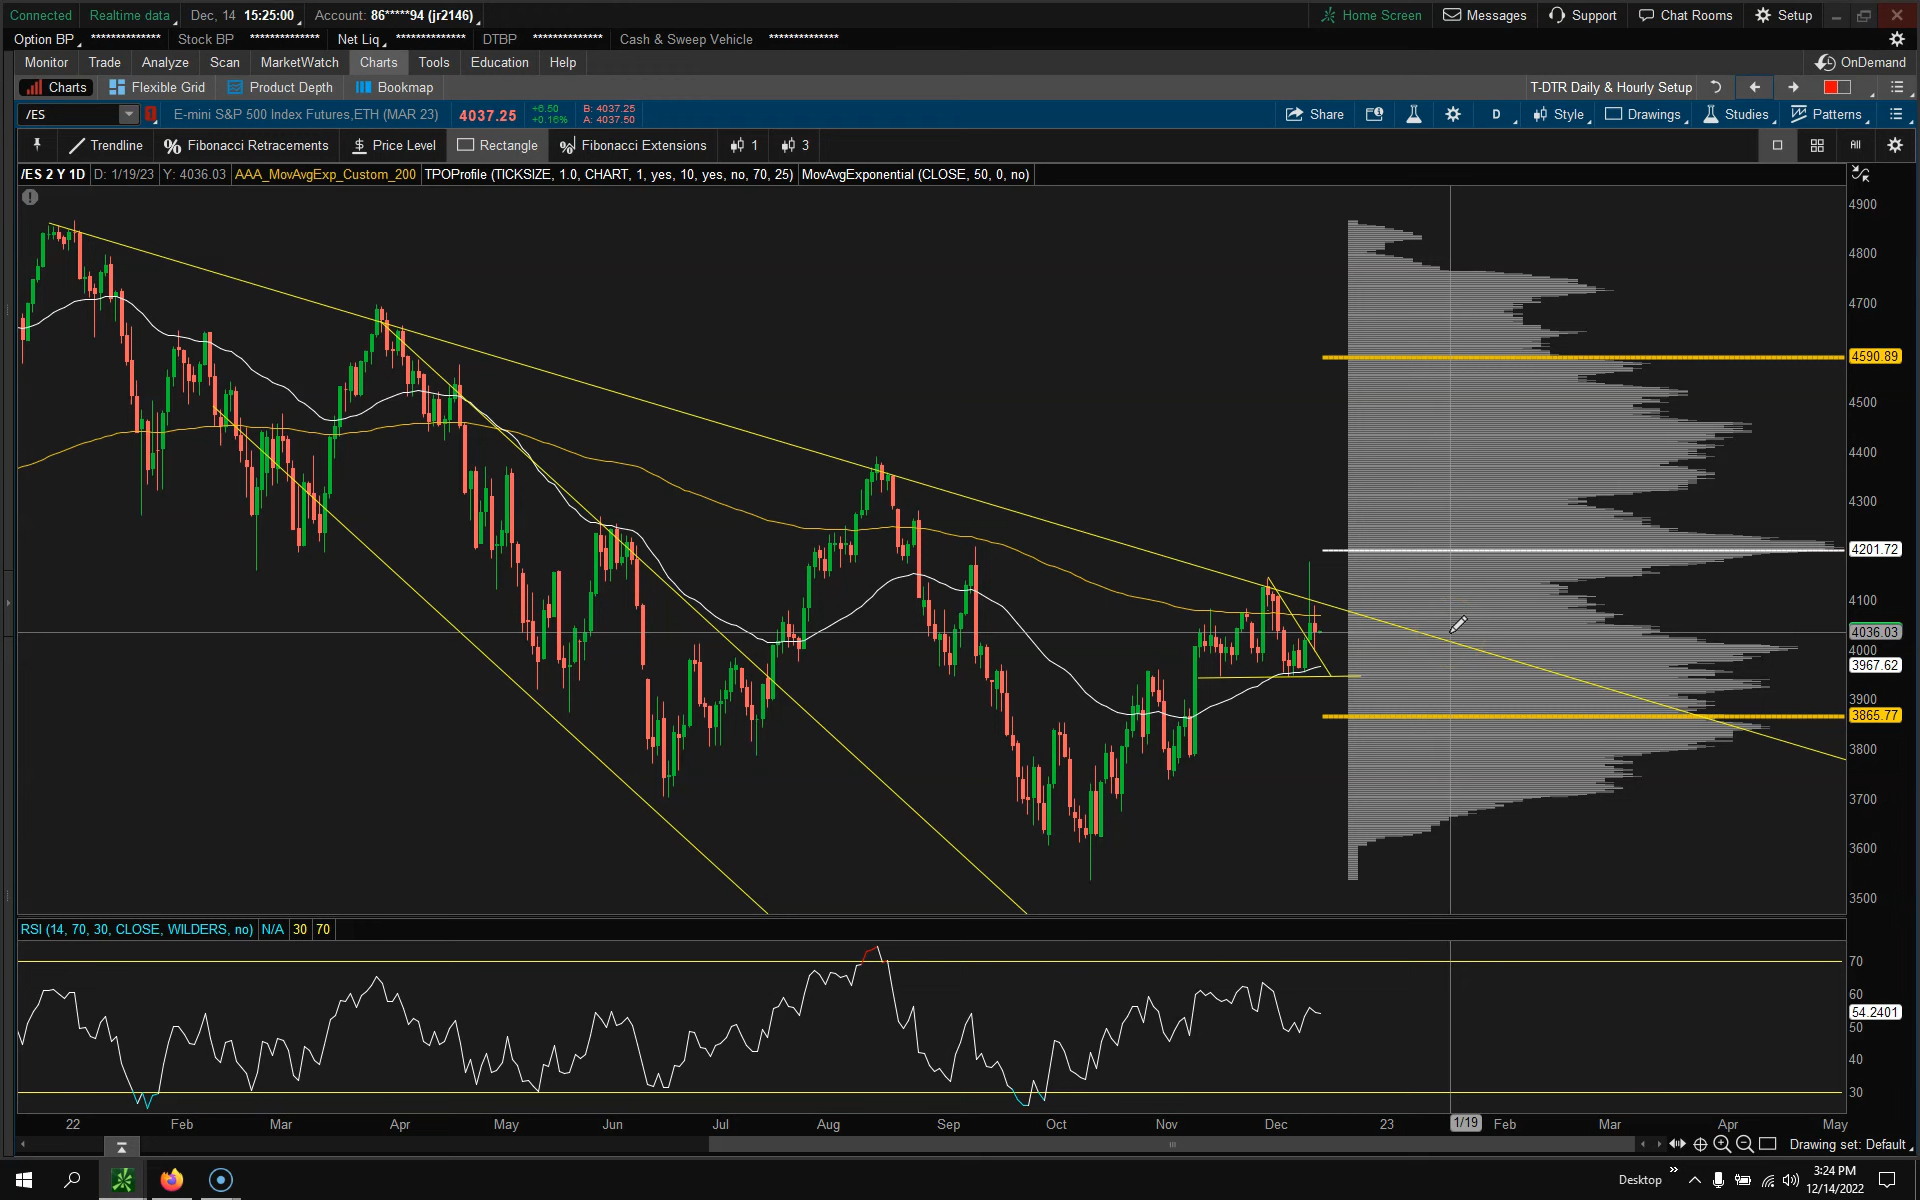 Connected Realtime data Dec, 14 15:25:00 Account: 86*****94 (jr2146) Home Screen Messages Support Chat Rooms Setup
Option BP ************** Stock BP ************** Net Liq ************** DTBP ************** Cash & Sweep Vehicle **************
Monitor Trade Analyze Scan MarketWatch Charts Tools Education Help OnDemand
Charts Flexible Grid Product Depth Bookmap T-DTR Daily & Hourly Setup
/ES 1 E-mini S&P 500 Index Futures,ETH (MAR 23) 4037.25 +6.50 +0.16% B: 4037.25 A: 4037.50 Share D Style Drawings Studies Patterns
Trendline Fibonacci Retracements Price Level Rectangle Fibonacci Extensions 1 3 All
/ES 2 Y 1D D: 1/19/23 Y: 4036.03 AAA_MovAvgExp_Custom_200 TPOProfile (TICKSIZE, 1.0, CHART, 1, yes, 10, yes, no, 70, 25) MovAvgExponential (CLOSE, 50, 0, no)
4900
4800
4700
4590.89
4500
4400
4300
4201.72
4100
4036.03
4000
3967.62
3900
3865.77
3800
3700
3600
3500
RSI (14, 70, 30, CLOSE, WILDERS, no) N/A 30 70
70
60
54.2401
50
40
30
22 Feb Mar Apr May Jun Jul Aug Sep Oct Nov Dec 23 1/19 Feb Mar Apr May
Drawing set: Default
Desktop 3:24 PM
12/14/2022